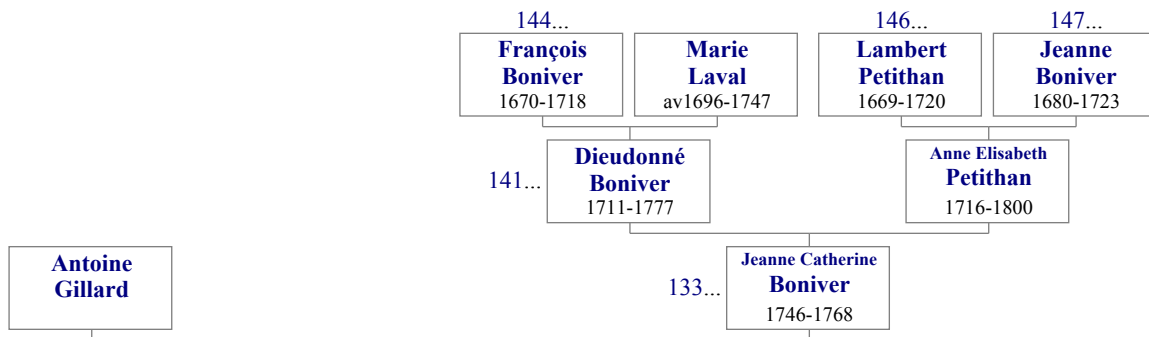 144...
146...
147...
François
Boniver
1670-1718
Marie
Laval
av1696-1747
Lambert
Petithan
1669-1720
Jeanne
Boniver
1680-1723
141...
Dieudonné
Boniver
1711-1777
Anne Elisabeth
Petithan
1716-1800
Antoine
Gillard
133...
Jeanne Catherine
Boniver
1746-1768